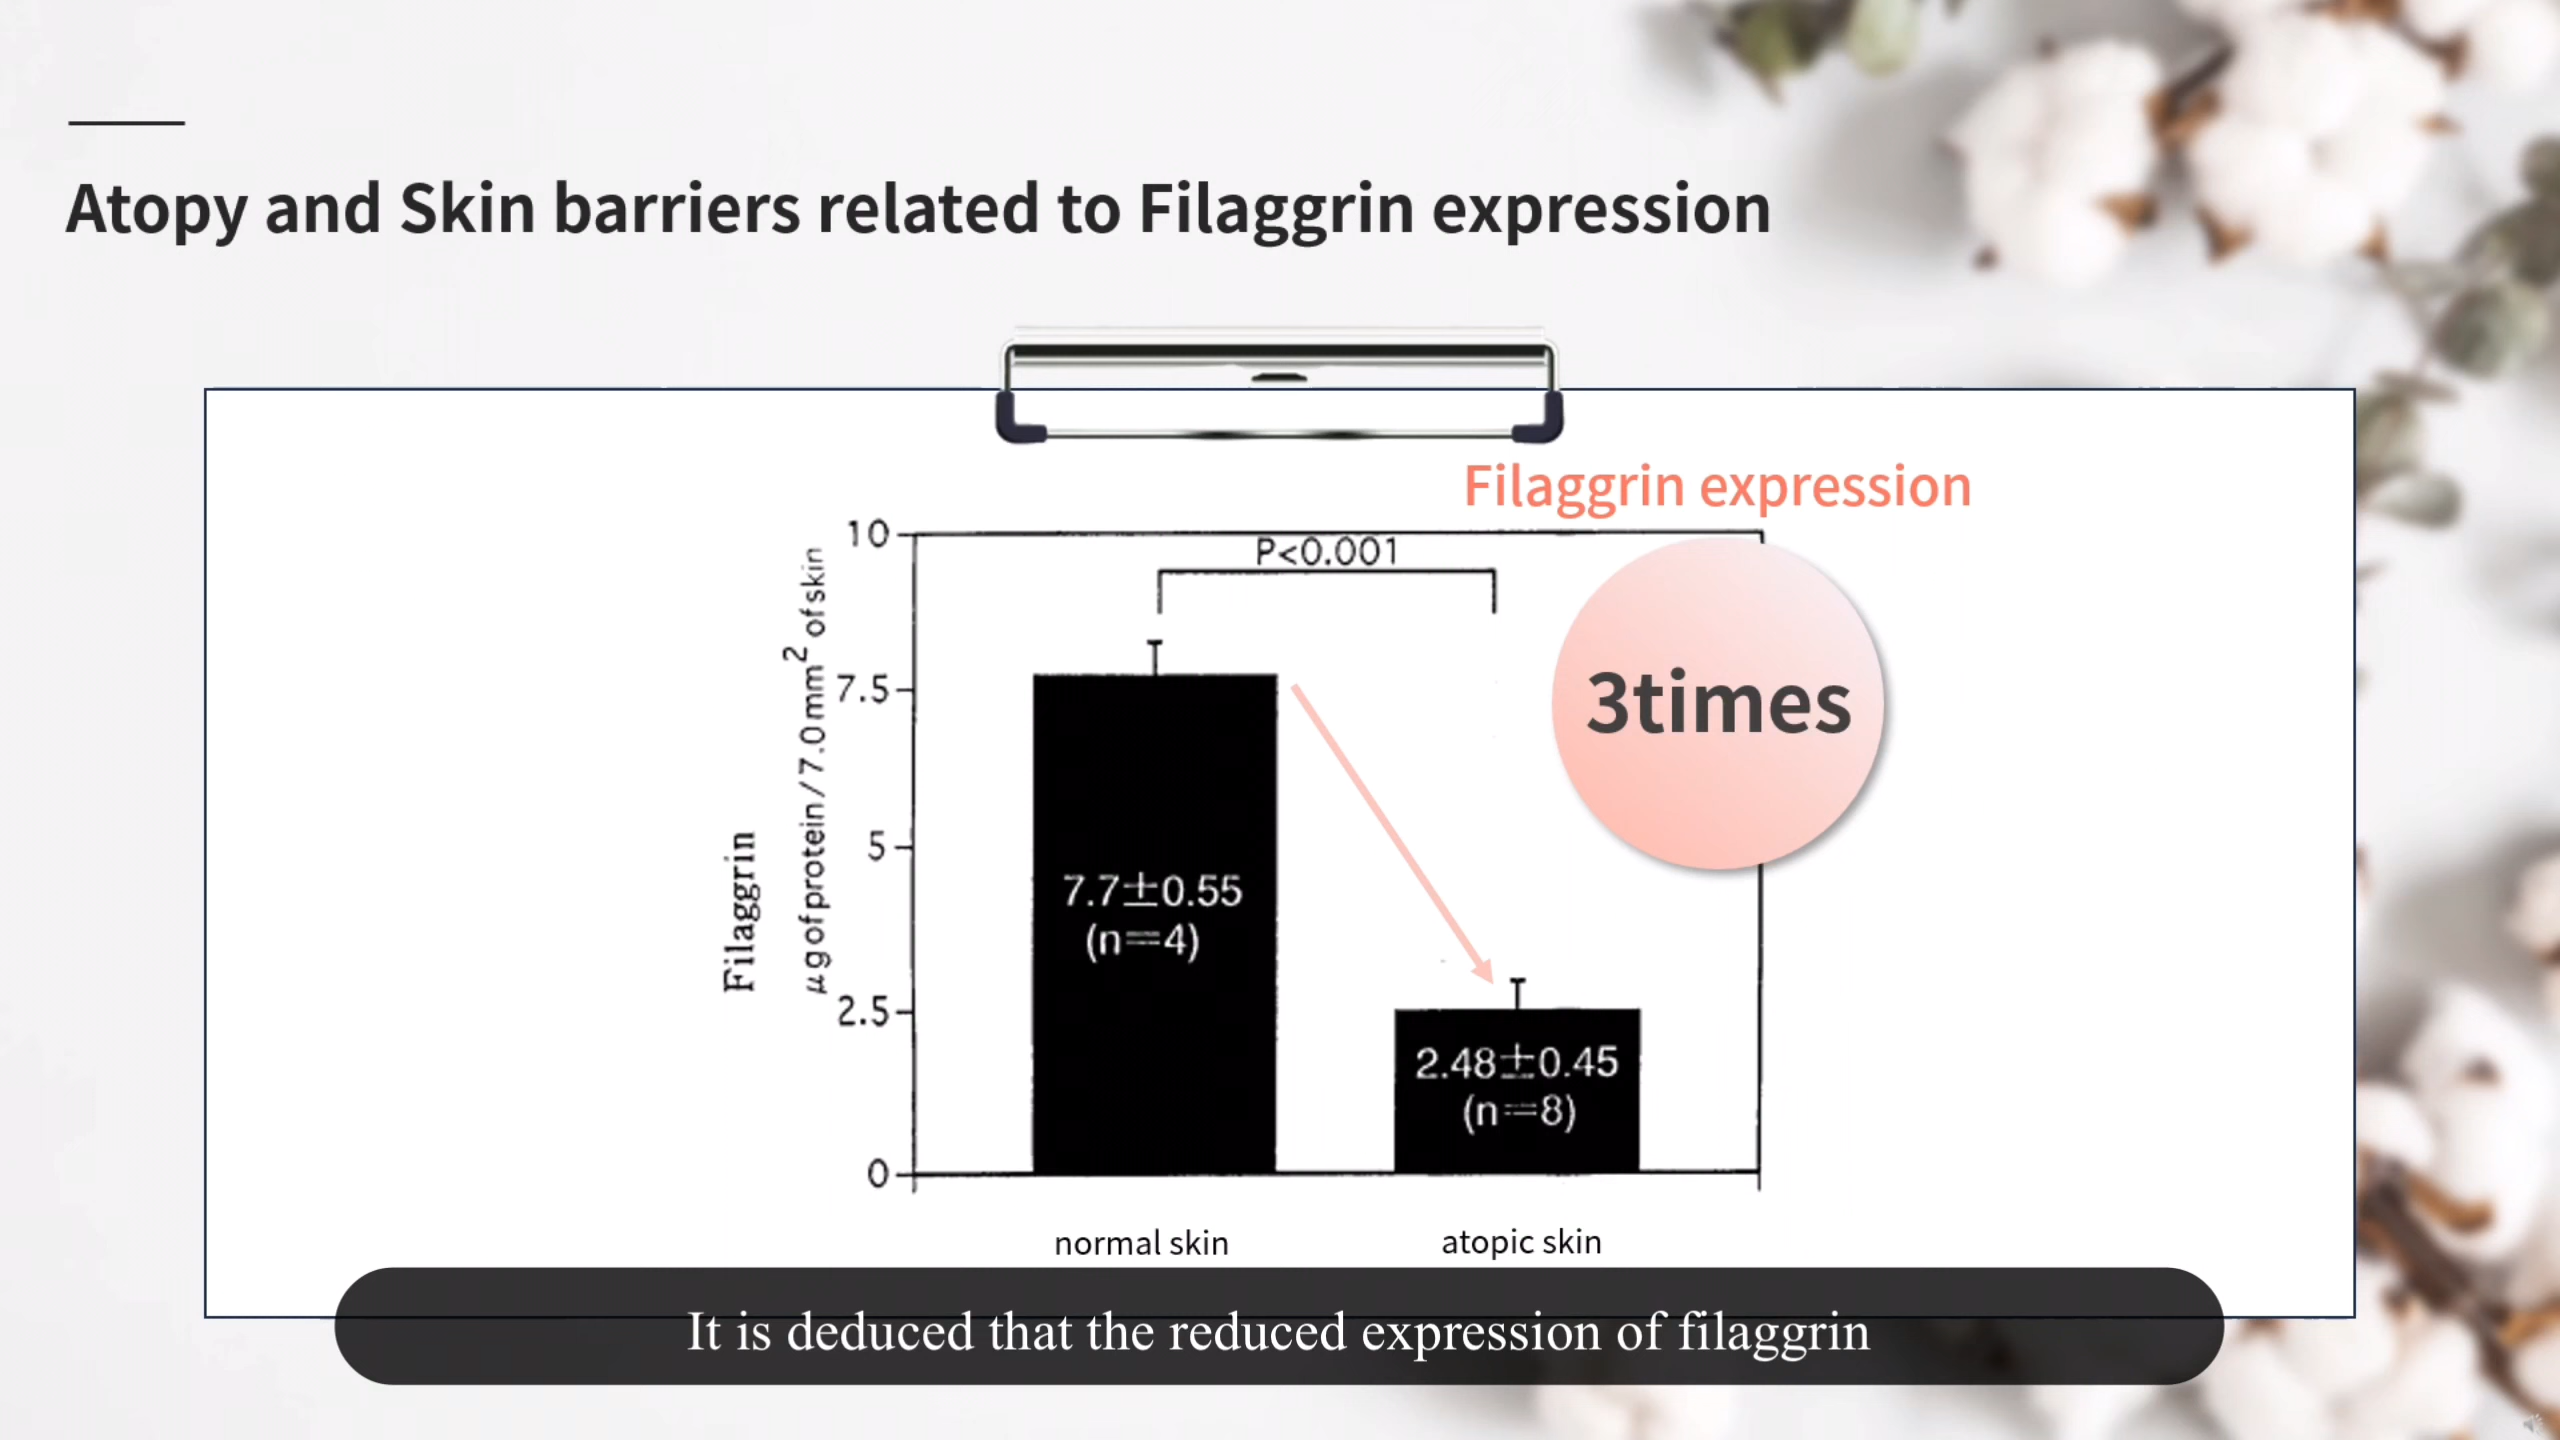 Atopy and Skin barriers related to Filaggrin expression
Filaggrin expression
3times
P<0.001
Filaggrin
μg of protein / 7.0 mm² of skin
10
7.5
5
2.5
0
7.7±0.55
(n=4)
2.48±0.45
(n=8)
normal skin
atopic skin
It is deduced that the reduced expression of filaggrin